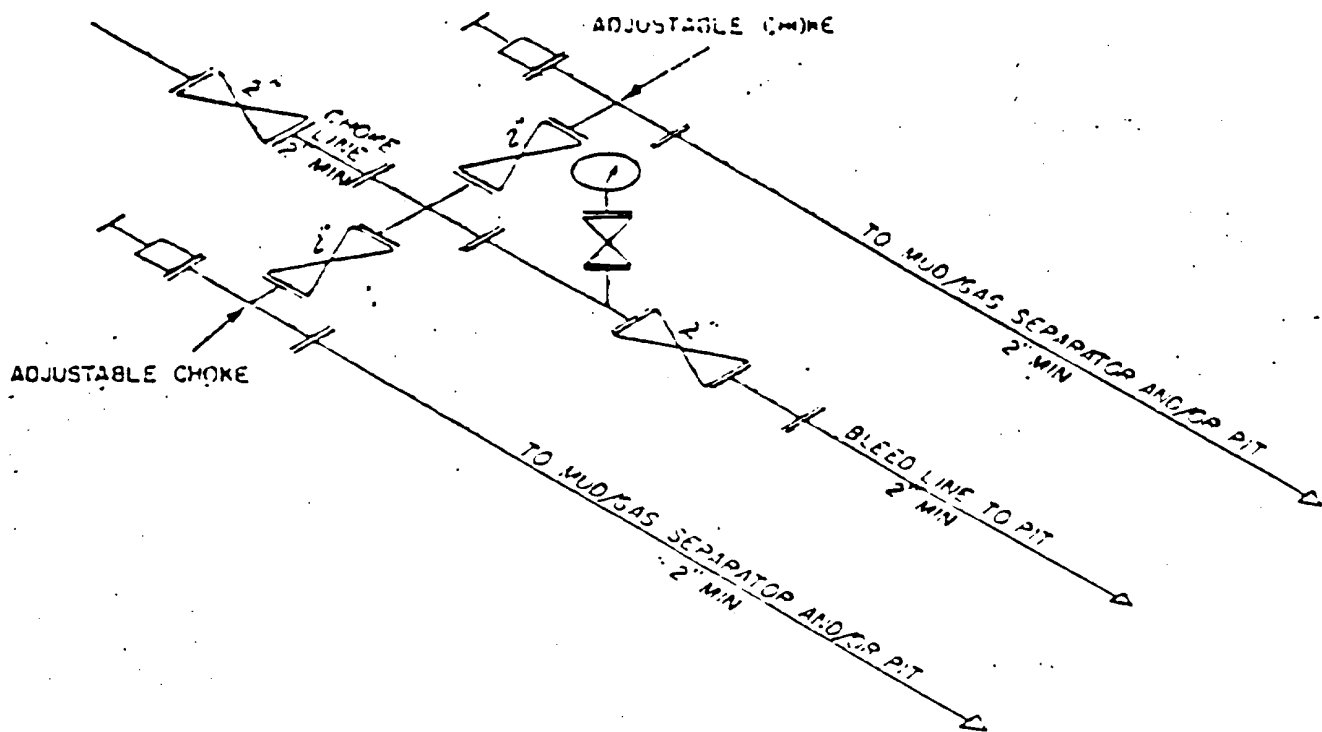 ADJUSTABLE CHOKE
2"
CHOKE
LINE
2" MIN
2"
2"
ADJUSTABLE CHOKE
2"
TO MUD/GAS SEPARATOR AND/OR PIT
2" MIN
BLEED LINE TO PIT
2" MIN
TO MUD/GAS SEPARATOR AND/OR PIT
2" MIN